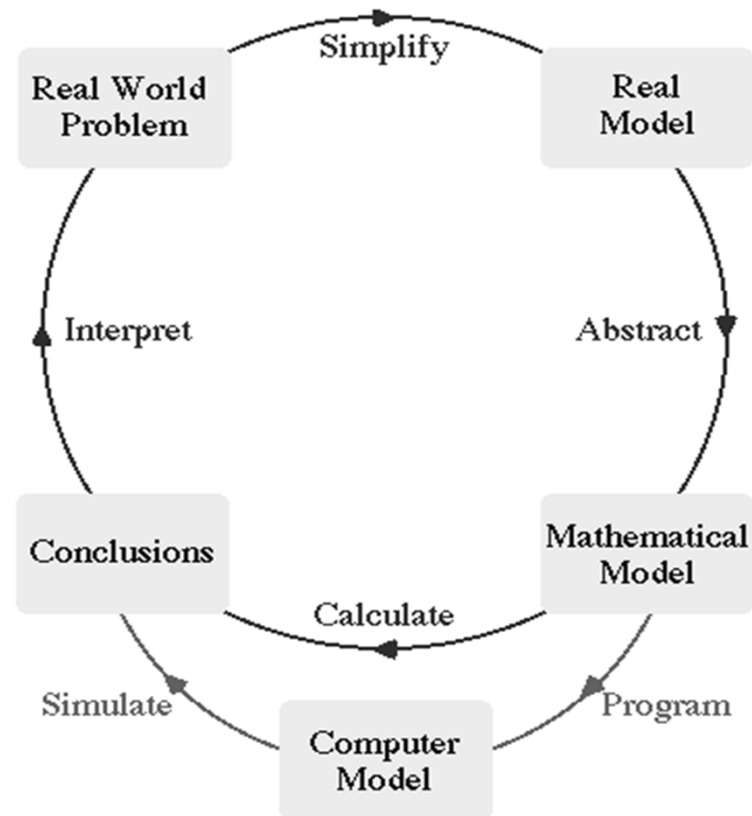 Simplify
Real World
Problem
Real
Model
Interpret
Abstract
Conclusions
Mathematical
Model
Calculate
Simulate
Program
Computer
Model